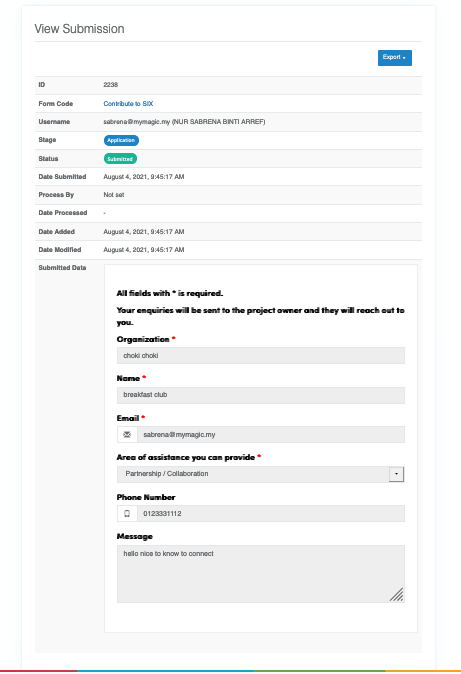 View Submission
Export
ID 2238
Form Code Contribute to SIX
Username sabrena@mymagic.my (NUR SABRENA BINTI ARREF)
Stage Application
Status Submitted
Date Submitted August 4, 2021, 9:45:17 AM
Process By Not set
Date Processed -
Date Added August 4, 2021, 9:45:17 AM
Date Modified August 4, 2021, 9:45:17 AM
Submitted Data
All fields with * is required.
Your enquiries will be sent to the project owner and they will reach out to
you.
Organization *
choki choki
Name *
breakfast club
Email *
sabrena@mymagic.my
Area of assistance you can provide *
Partnership / Collaboration
Phone Number
0123331112
Message
hello nice to know to connect